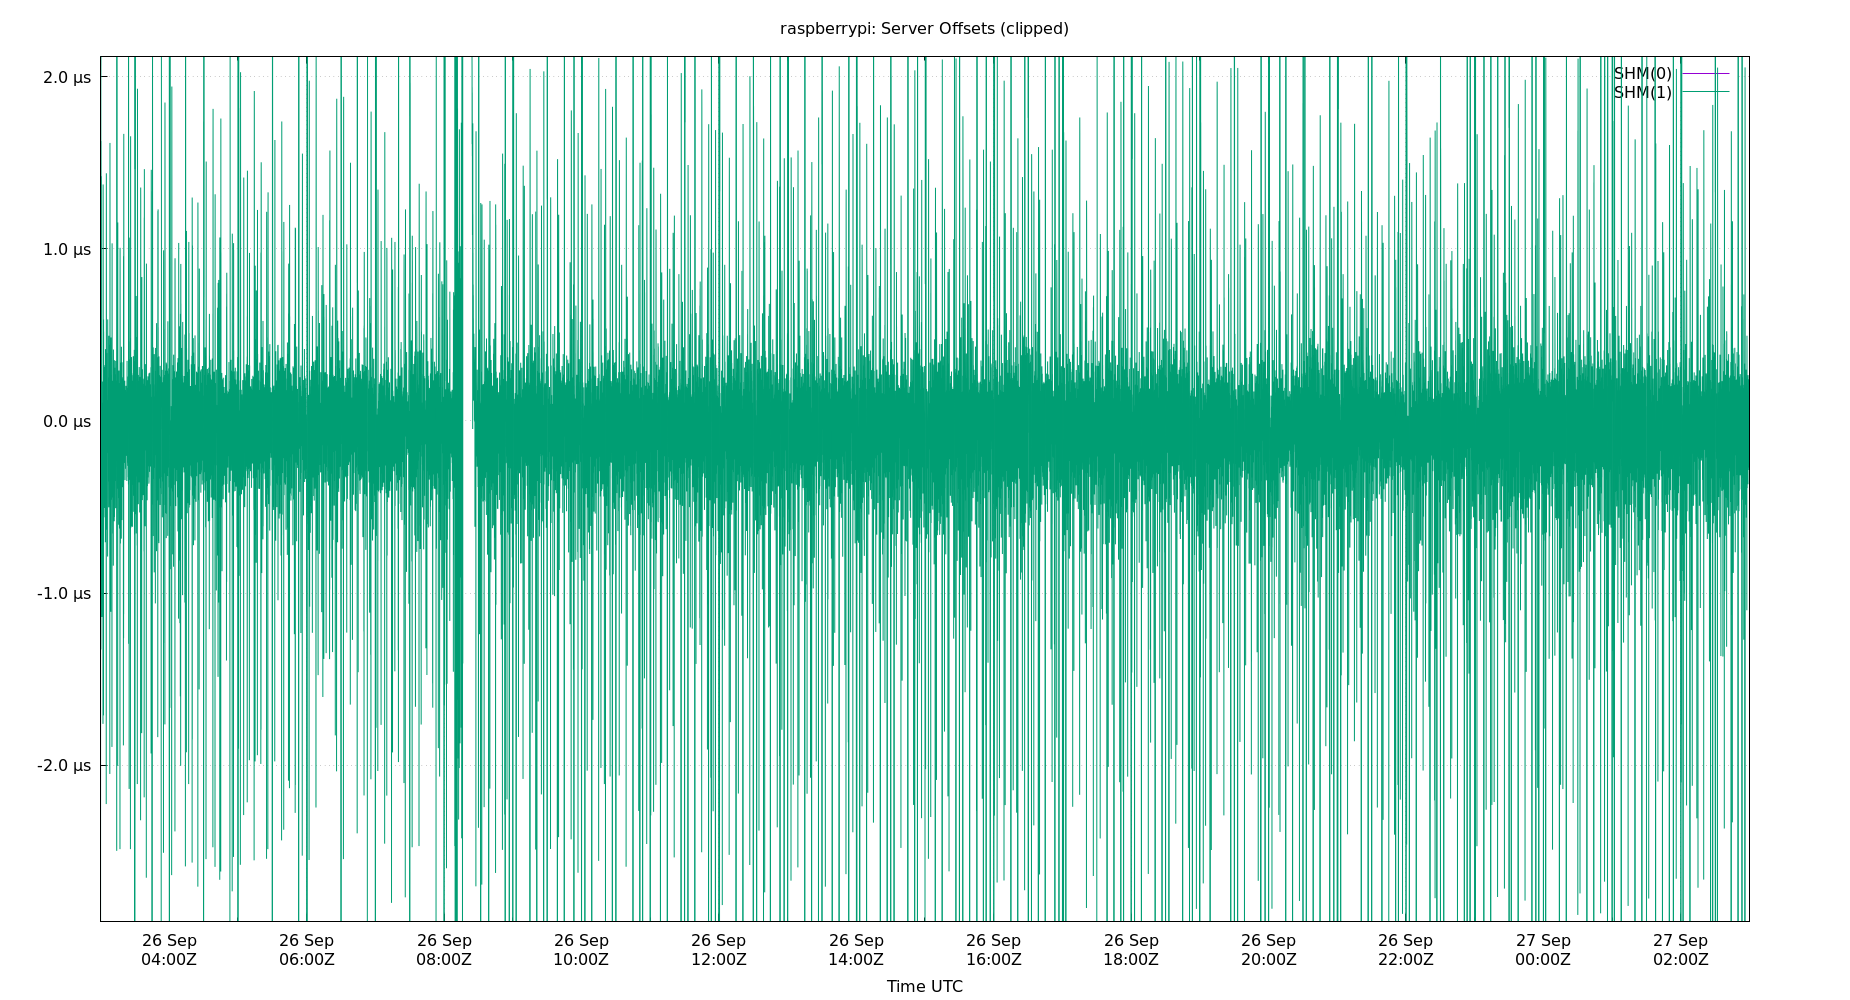 raspberrypi: Server Offsets (clipped)
2.0 µs
1.0 µs
0.0 µs
-1.0 µs
-2.0 µs
SHM(0)
SHM(1)
26 Sep 26 Sep 26 Sep 26 Sep 26 Sep 26 Sep 26 Sep 26 Sep 26 Sep 26 Sep 27 Sep 27 Sep
04:00Z 06:00Z 08:00Z 10:00Z 12:00Z 14:00Z 16:00Z 18:00Z 20:00Z 22:00Z 00:00Z 02:00Z
Time UTC